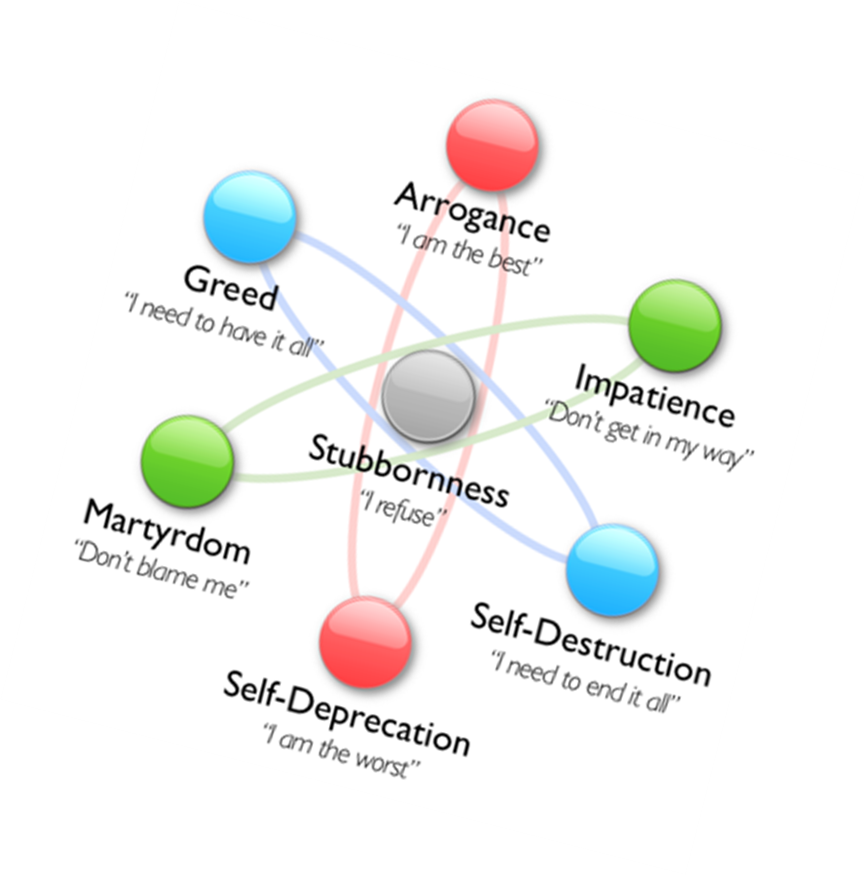 Arrogance
“I am the best”
Greed
“I need to have it all”
Impatience
“Don’t get in my way”
Stubbornness
“I refuse”
Martyrdom
“Don’t blame me”
Self-Destruction
“I need to end it all”
Self-Deprecation
“I am the worst”